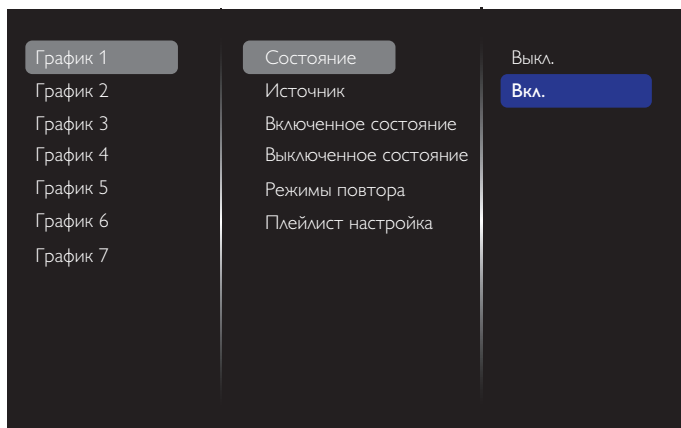 График 1
График 2
График 3
График 4
График 5
График 6
График 7
Состояние
Источник
Включенное состояние
Выключенное состояние
Режимы повтора
Плейлист настройка
Выкл.
Вкл.